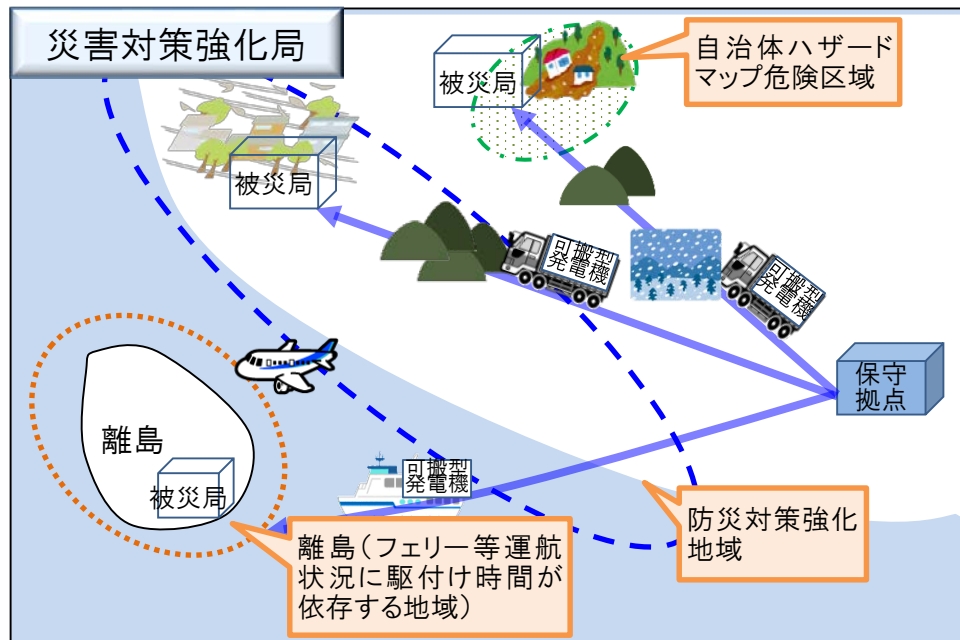 災害対策強化局
被災局
自治体ハザード
マップ危険区域
被災局
可搬型
発電機
可搬型
発電機
保守
拠点
離島
被災局
可搬型
発電機
防災対策強化
地域
離島（フェリー等運航
状況に駆付け時間が
依存する地域）